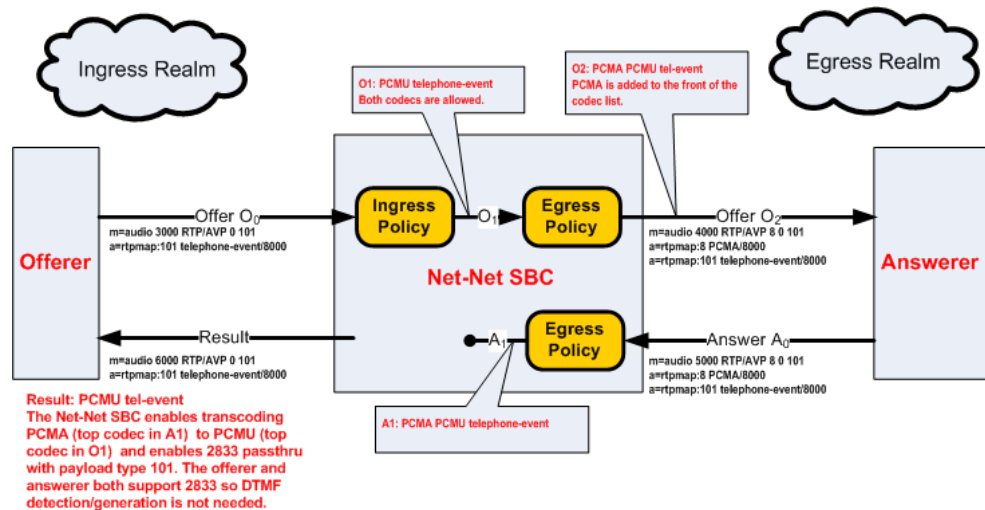 Ingress Realm
Egress Realm
O1: PCMU telephone-event
Both codecs are allowed.
O2: PCMA PCMU tel-event
PCMA is added to the front of the
codec list.
Offerer
Offer O0
m=audio 3000 RTP/AVP 0 101
a=rtpmap:101 telephone-event/8000
Ingress
Policy
O1
Egress
Policy
Offer O2
m=audio 4000 RTP/AVP 8 0 101
a=rtpmap:8 PCMA/8000
a=rtpmap:101 telephone-event/8000
Answerer
Net-Net SBC
Result
m=audio 6000 RTP/AVP 0 101
a=rtpmap:101 telephone-event/8000
A1
Egress
Policy
Answer A0
m=audio 5000 RTP/AVP 8 0 101
a=rtpmap:8 PCMA/8000
a=rtpmap:101 telephone-event/8000
A1: PCMA PCMU telephone-event
Result: PCMU tel-event
The Net-Net SBC enables transcoding
PCMA (top codec in A1) to PCMU (top
codec in O1) and enables 2833 passthru
with payload type 101. The offerer and
answerer both support 2833 so DTMF
detection/generation is not needed.